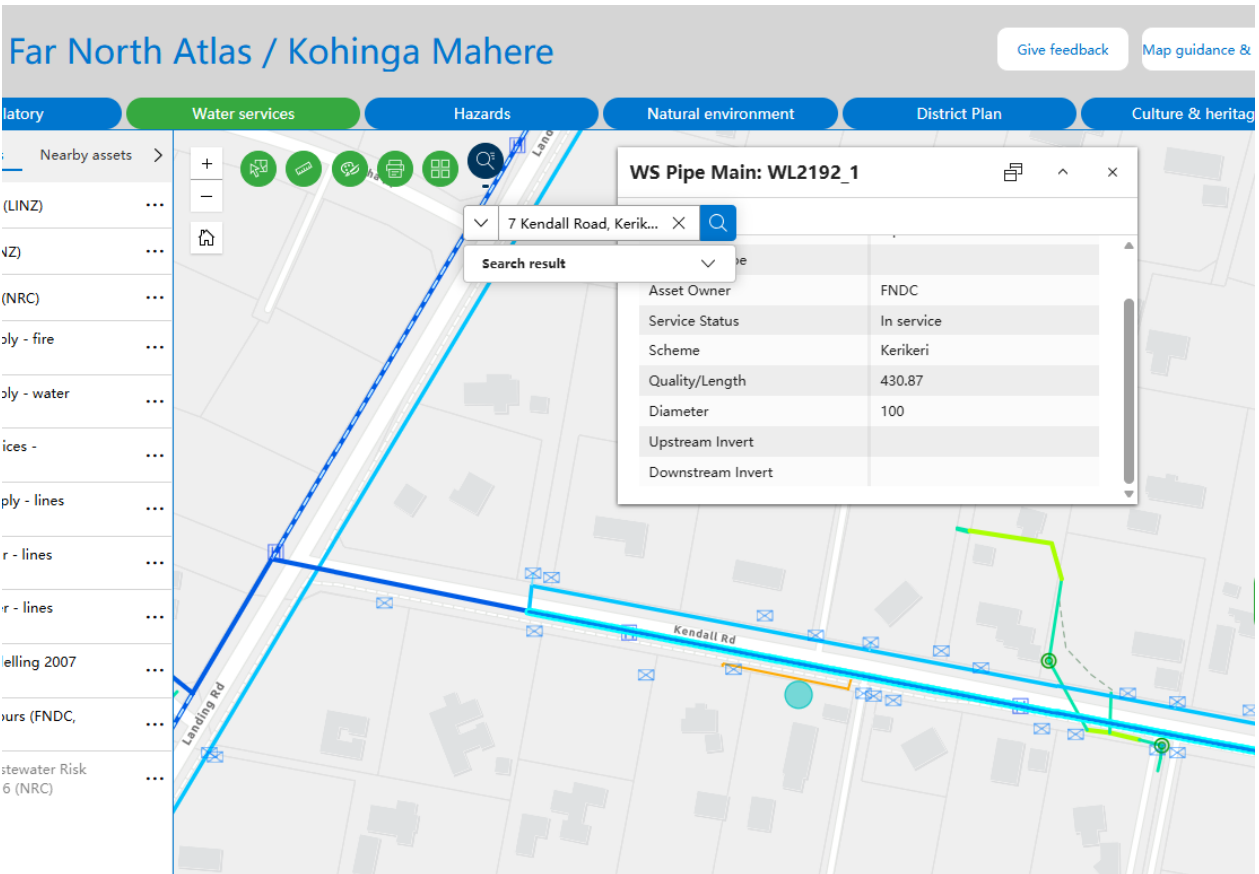 Far North Atlas / Kohinga Mahere
Give feedback
Map guidance &
latory
Water services
Hazards
Natural environment
District Plan
Culture & heritag
Nearby assets
(LINZ)
NZ)
(NRC)
ply - fire
ply - water
ices -
ply - lines
r - lines
er - lines
elling 2007
ours (FNDC,
stewater Risk
6 (NRC)
7 Kendall Road, Kerik...
Search result
WS Pipe Main: WL2192_1
pe
Asset Owner FNDC
Service Status In service
Scheme Kerikeri
Quality/Length 430.87
Diameter 100
Upstream Invert
Downstream Invert
Land
Kendall Rd
Landing Rd